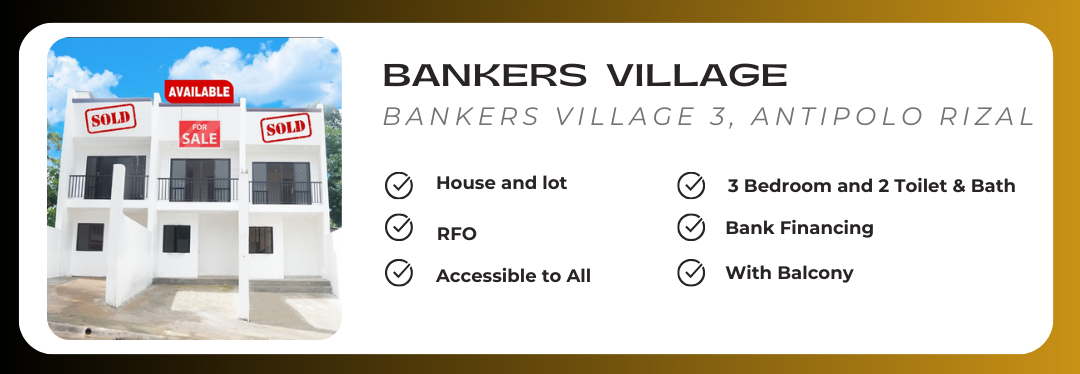 AVAILABLE
SOLD
FOR
SALE
SOLD
BANKERS VILLAGE
BANKERS VILLAGE 3, ANTIPOLO RIZAL
House and lot
RFO
Accessible to All
3 Bedroom and 2 Toilet & Bath
Bank Financing
With Balcony